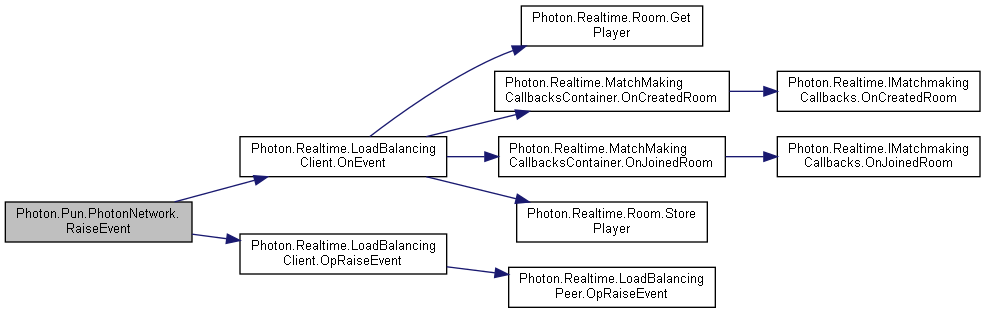 Photon.Realtime.Room.Get
Player
Photon.Realtime.MatchMaking
CallbacksContainer.OnCreatedRoom
Photon.Realtime.IMatchmaking
Callbacks.OnCreatedRoom
Photon.Realtime.LoadBalancing
Client.OnEvent
Photon.Realtime.MatchMaking
CallbacksContainer.OnJoinedRoom
Photon.Realtime.IMatchmaking
Callbacks.OnJoinedRoom
Photon.Pun.PhotonNetwork.
RaiseEvent
Photon.Realtime.Room.Store
Player
Photon.Realtime.LoadBalancing
Client.OpRaiseEvent
Photon.Realtime.LoadBalancing
Peer.OpRaiseEvent